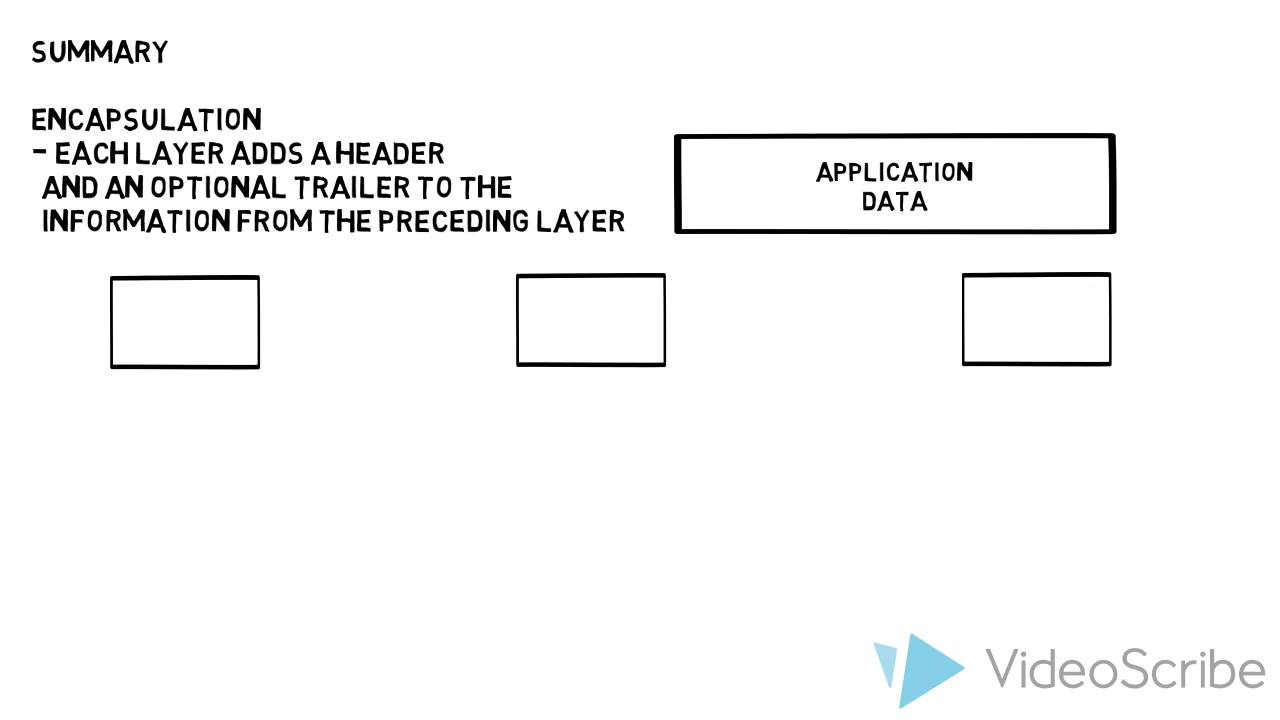 SUMMARY
ENCAPSULATION
- EACH LAYER ADDS A HEADER
AND AN OPTIONAL TRAILER TO THE
INFORMATION FROM THE PRECEDING LAYER
APPLICATION
DATA
VideoScribe